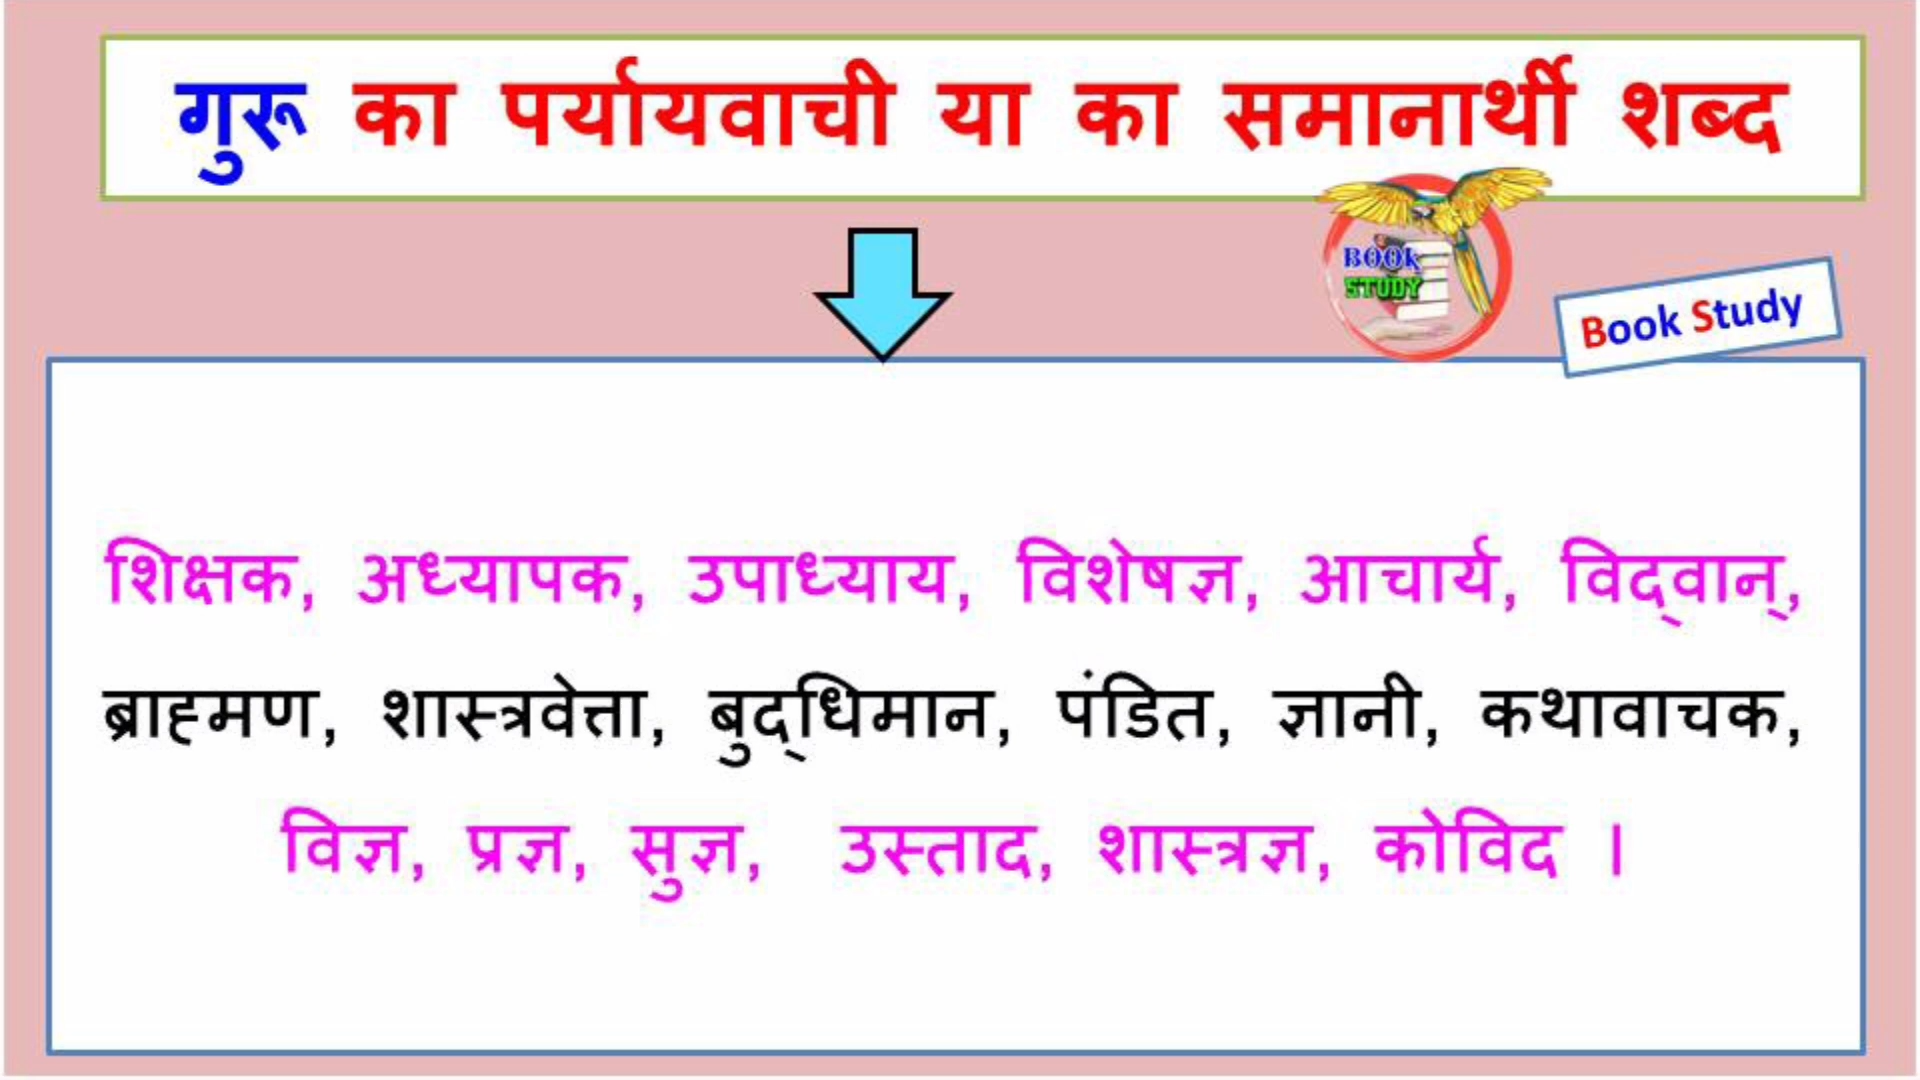 गुरू का पर्यायवाची या का समानार्थी शब्द
BOOK
STUDY
Book Study
शिक्षक, अध्यापक, उपाध्याय, विशेषज्ञ, आचार्य, विद्‌वान्,
ब्राह्मण, शास्त्रवेत्ता, बुद्‌धिमान, पंडित, ज्ञानी, कथावाचक,
विज्ञ, प्रज्ञ, सुज्ञ, उस्ताद, शास्त्रज्ञ, कोविद ।